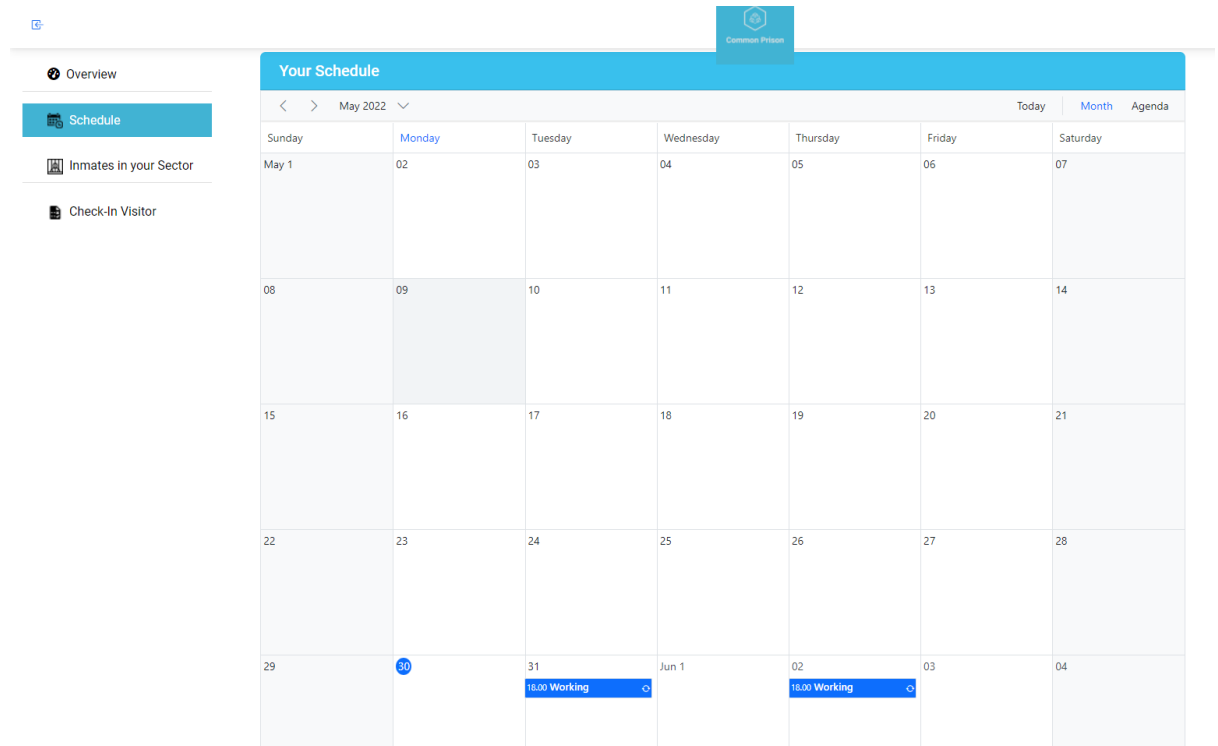 Common Prison
Overview
Schedule
Inmates in your Sector
Check-In Visitor
Your Schedule
May 2022
Today Month Agenda
Sunday Monday Tuesday Wednesday Thursday Friday Saturday
May 1 02 03 04 05 06 07
08 09 10 11 12 13 14
15 16 17 18 19 20 21
22 23 24 25 26 27 28
29 30 31 Jun 1 02 03 04
18.00 Working 18.00 Working